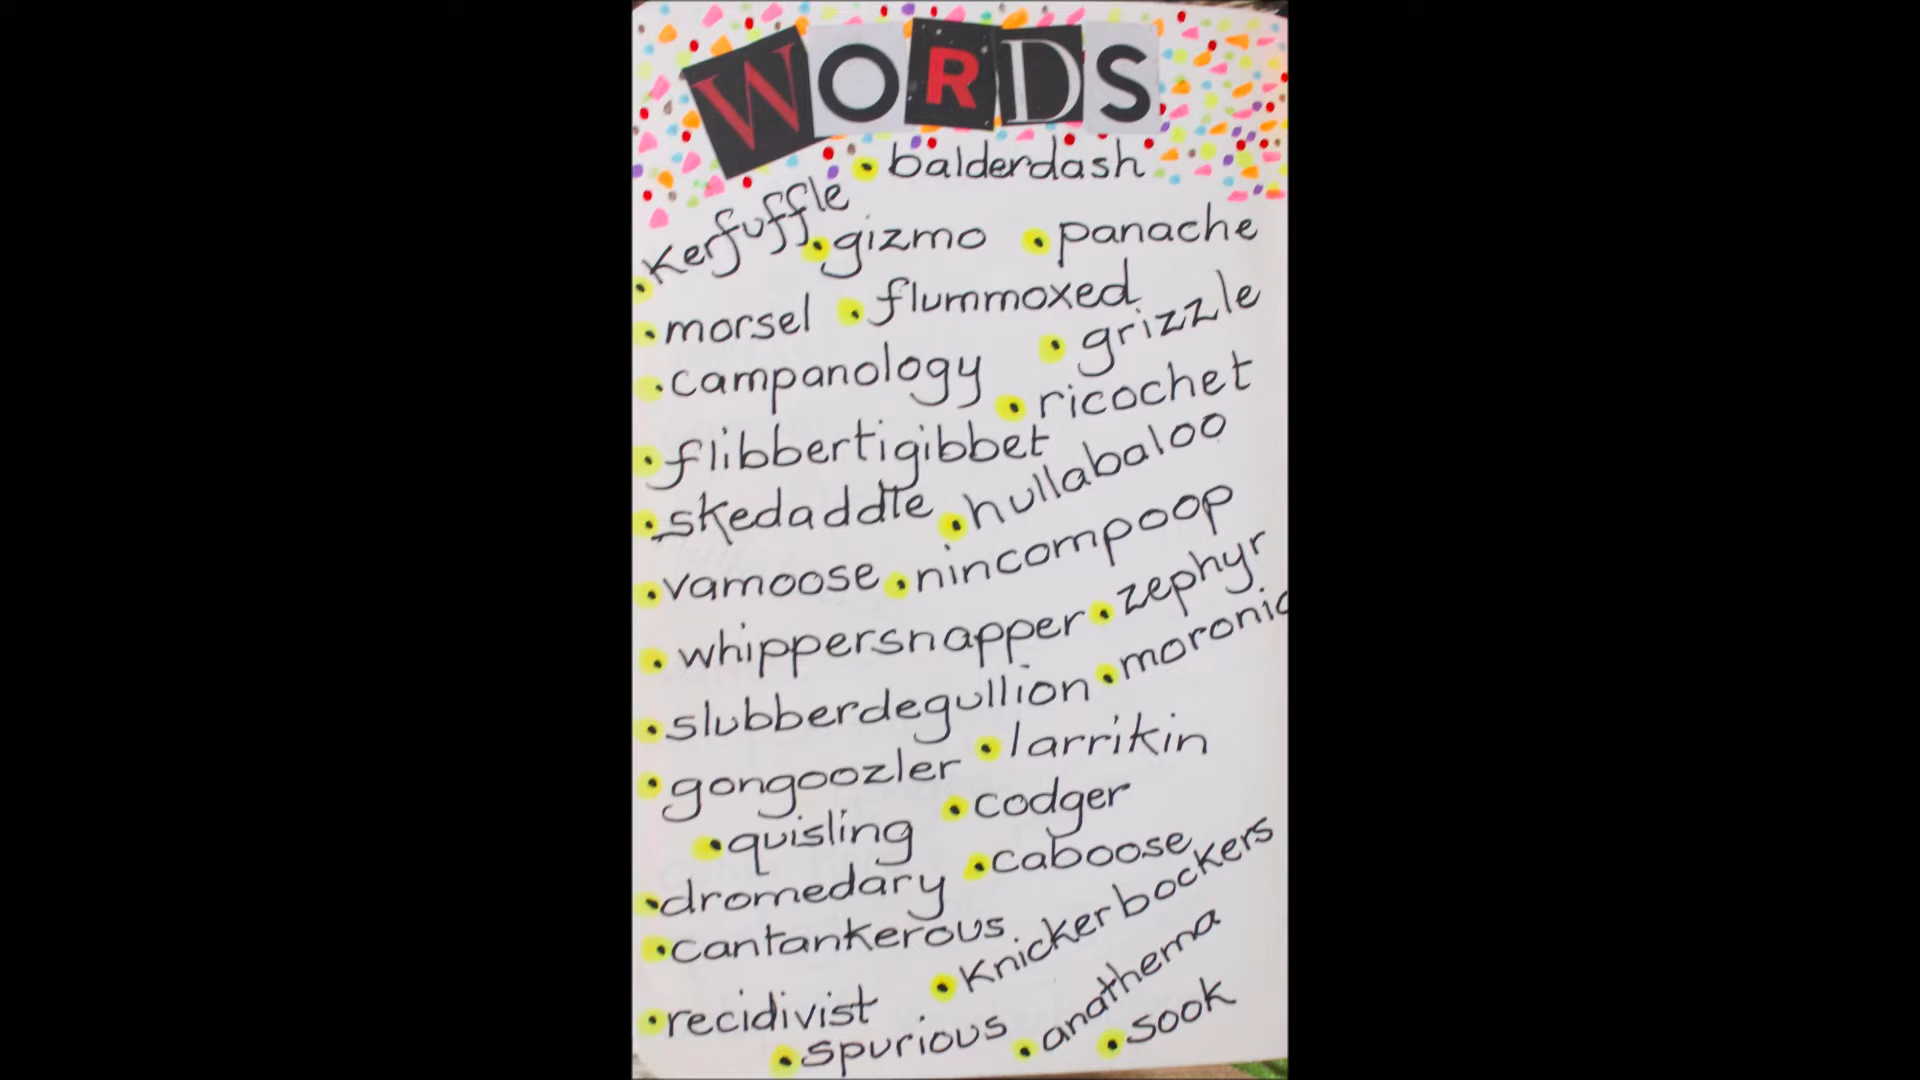 WORDS
• balderdash
• kerfuffle
• gizmo • panache
• morsel • flummoxed
• grizzle
• campanology
• ricochet
• flibbertigibbet
• hullabaloo
• skedaddle
• nincompoop
• vamoose
• zephyr
• whippersnapper
• moronic
• slubberdegullion
• larrikin
• gongoozler
• codger
• quisling
• caboose
• dromedary
• knickerbockers
• cantankerous
• anathema
• recidivist
• sook
• spurious